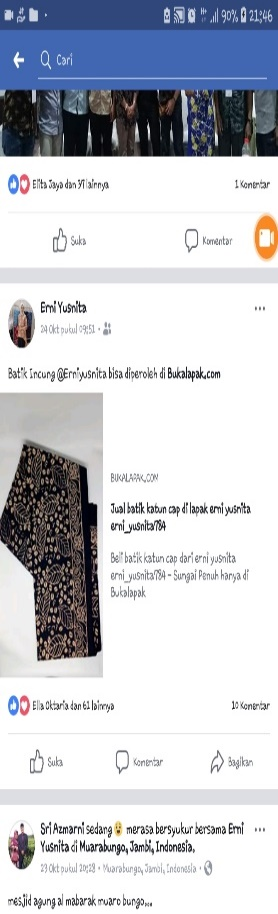 90% 21:46
Cari
Elita Jaya dan 37 lainnya 1 Komentar
Suka Komentar
Erni Yusnita
24 Okt pukul 09:51
Batik Incung @Erniyusnita bisa diperoleh di Bukalapak.com
BUKALAPAK.COM
Jual batik katun cap di lapak erni yusnita
erni_yusnita784
Beli batik katun cap dari erni yusnita
erni_yusnita784 - Sungai Penuh hanya di
Bukalapak
Ella Oktaria dan 61 lainnya 10 Komentar
Suka Komentar Bagikan
Sri Azmarni sedang 😌 merasa bersyukur bersama Erni
Yusnita di Muarabungo, Jambi, Indonesia.
23 Okt pukul 20:28 • Muarabungo, Jambi, Indonesia •
mesjid agung al mabarak muaro bungo...